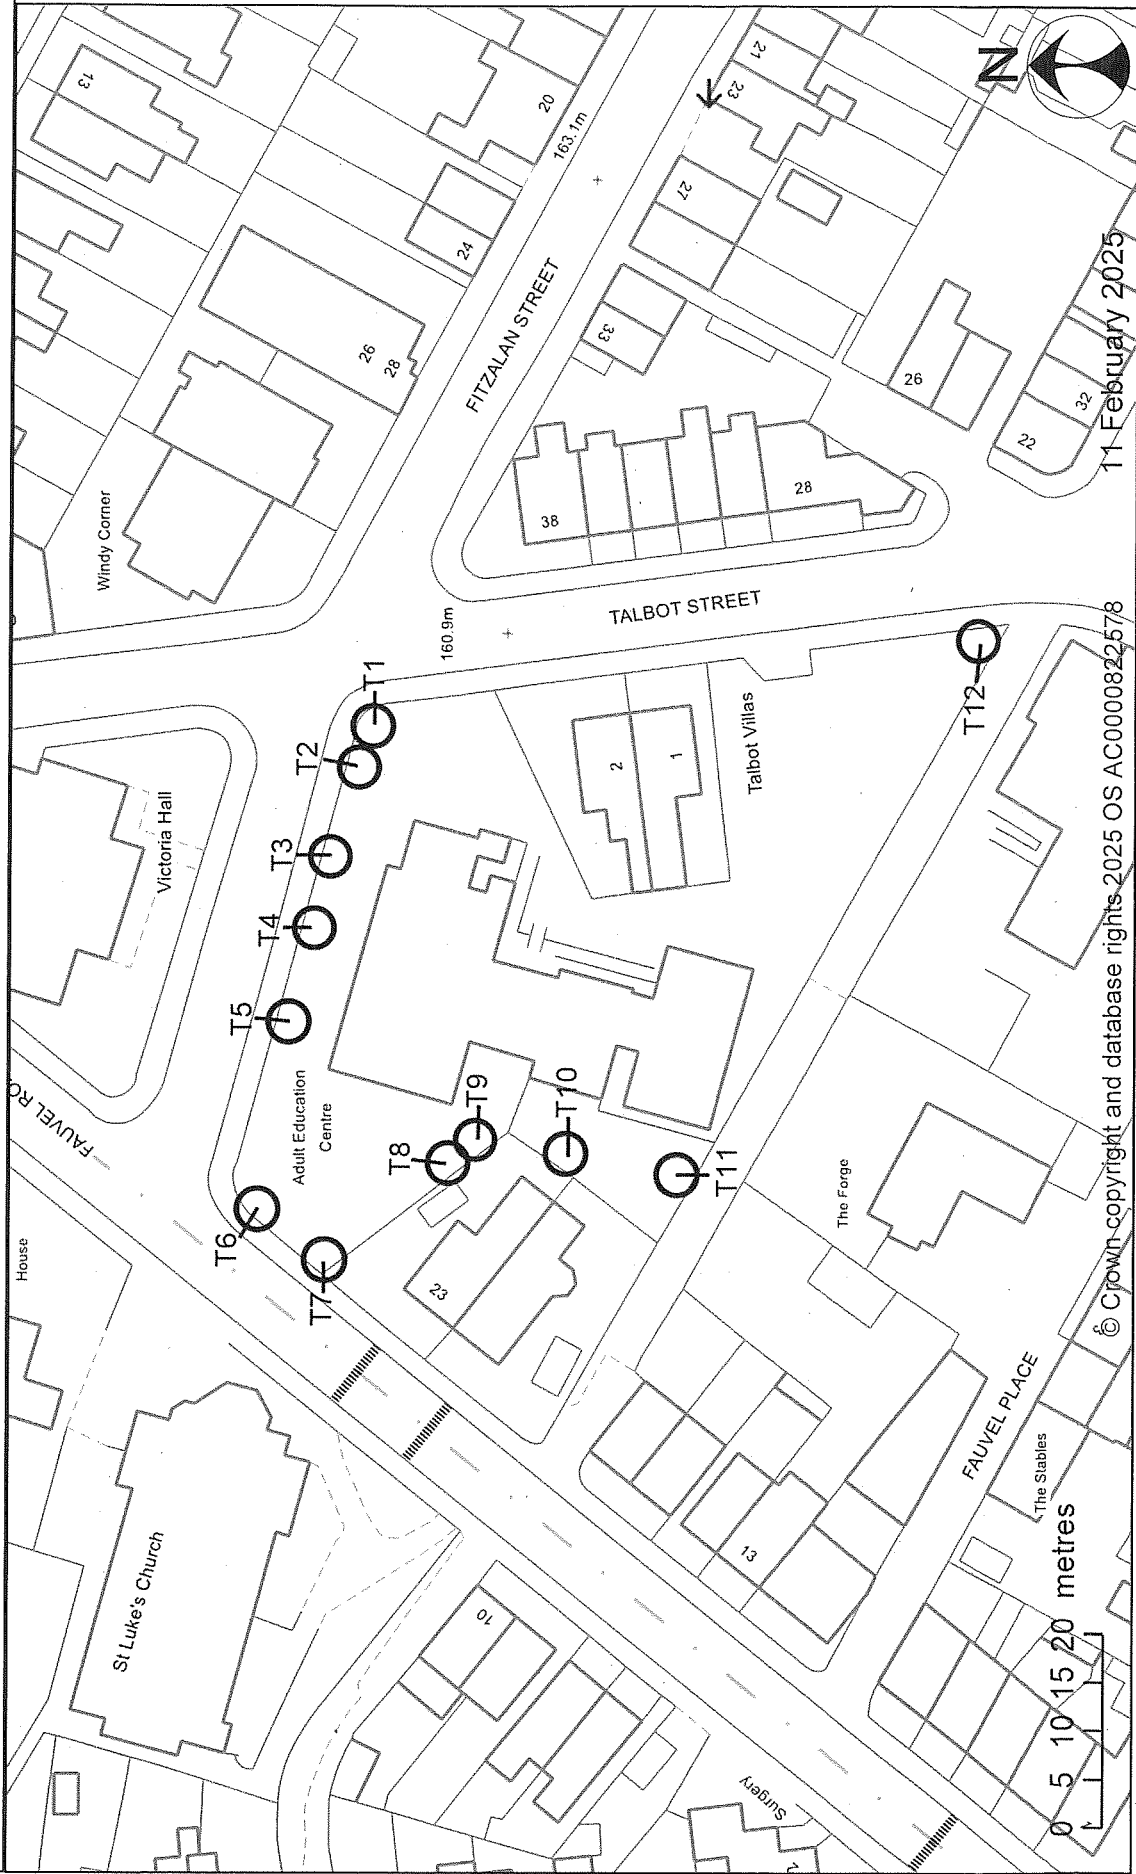 13
20
163.1m
21
23
N
24
27
26
28
FITZALAN STREET
33
26
32
22
11 February 2025
Windy Corner
38
28
TALBOT STREET
160.9m
T1
T2
T3
T4
T5
T6
T7
T8
T9
T10
T11
T12
Victoria Hall
2
1
Talbot Villas
Adult Education
Centre
FAUVEL RO
House
23
The Forge
St Luke's Church
10
13
FAUVEL PLACE
The Stables
Surgery
0 5 10 15 20 metres
© Crown copyright and database rights 2025 OS AC0000822578